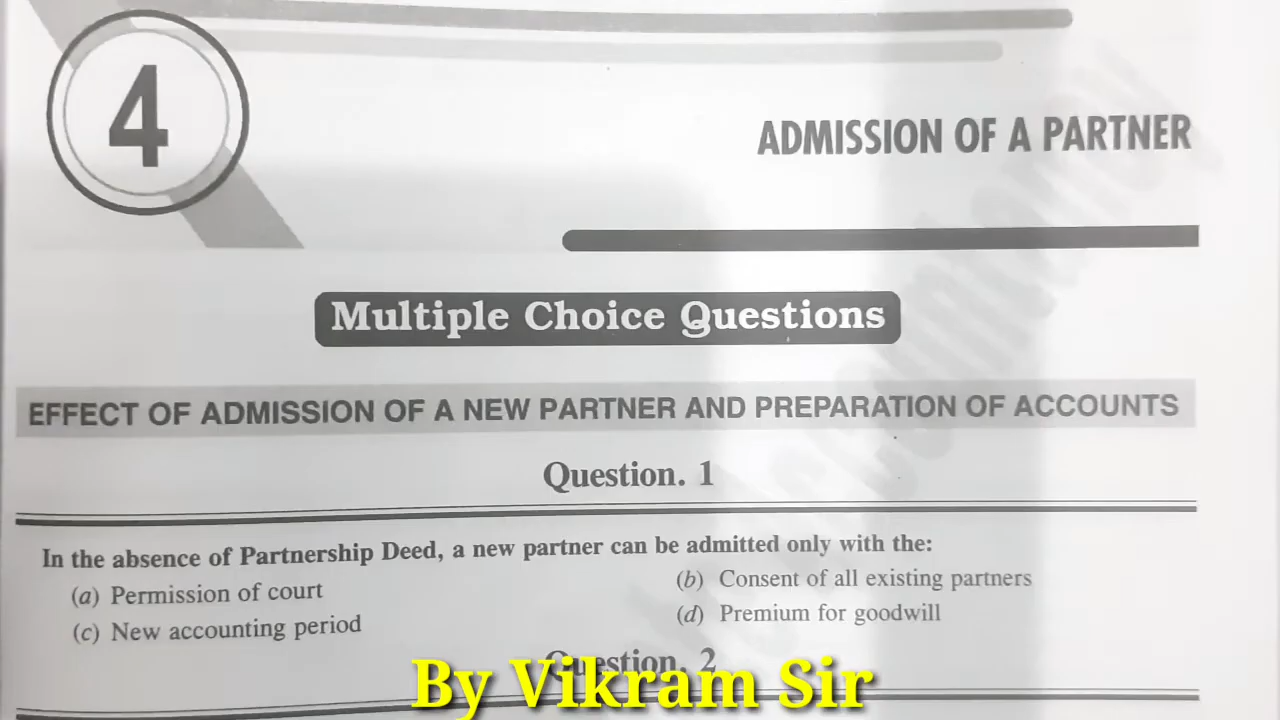 4
ADMISSION OF A PARTNER
Multiple Choice Questions
EFFECT OF ADMISSION OF A NEW PARTNER AND PREPARATION OF ACCOUNTS
Question. 1
In the absence of Partnership Deed, a new partner can be admitted only with the:
(a) Permission of court
(b) Consent of all existing partners
(c) New accounting period
(d) Premium for goodwill
Question. 2
By Vikram Sir